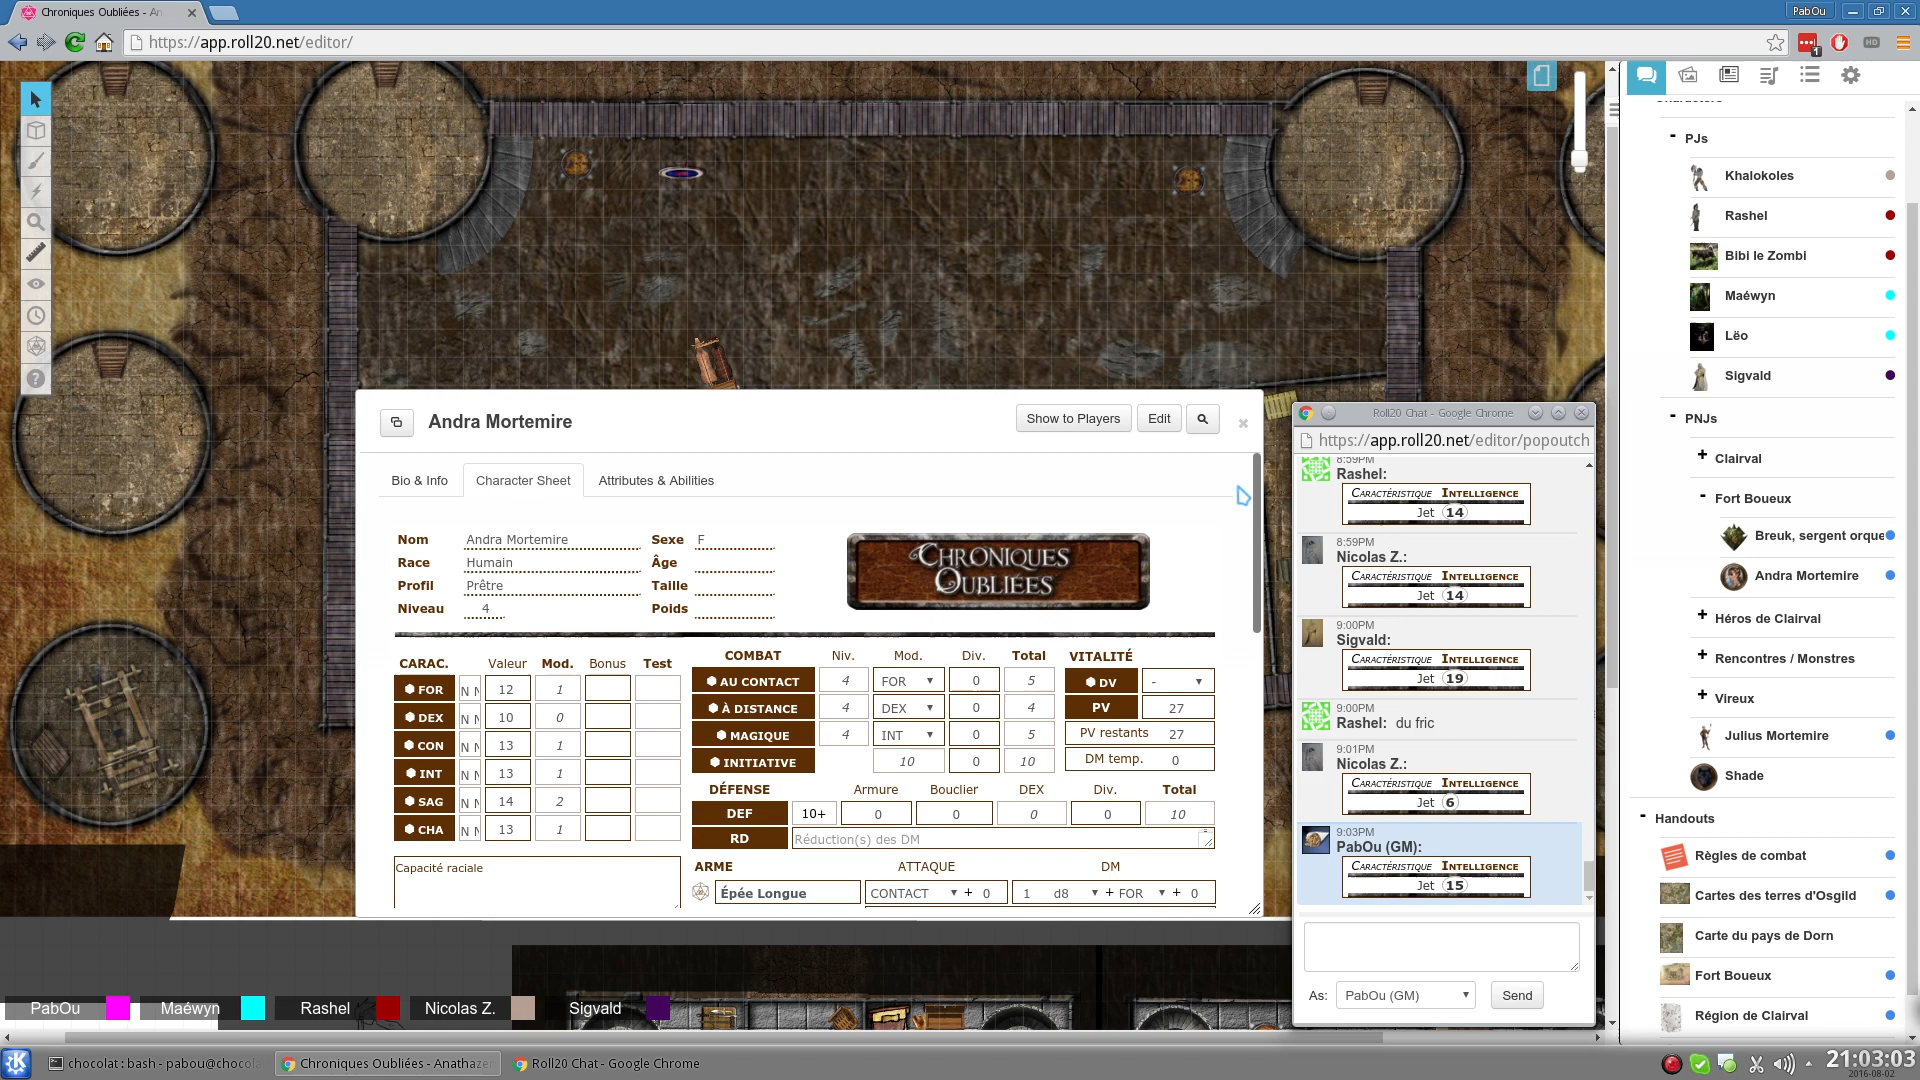 Chroniques Oubliées - An
PabOu
https://app.roll20.net/editor/
1
HD
PJs
Khalokoles
Rashel
Bibi le Zombi
Maéwyn
Lëo
Sigvald
PNJs
Clairval
Fort Boueux
Breuk, sergent orque
Andra Mortemire
Héros de Clairval
Rencontres / Monstres
Vireux
Julius Mortemire
Shade
Handouts
Règles de combat
Cartes des terres d'Osgild
Carte du pays de Dorn
Fort Boueux
Région de Clairval
Andra Mortemire
Show to Players
Edit
Bio & Info
Character Sheet
Attributes & Abilities
Nom Andra Mortemire Sexe F
Race Humain Âge
Profil Prêtre Taille
Niveau 4 Poids
CHRONIQUES
OUBLIÉES
CARAC. Valeur Mod. Bonus Test
FOR N N 12 1
DEX N N 10 0
CON N N 13 1
INT N N 13 1
SAG N N 14 2
CHA N N 13 1
Capacité raciale
COMBAT Niv. Mod. Div. Total
AU CONTACT 4 FOR 0 5
À DISTANCE 4 DEX 0 4
MAGIQUE 4 INT 0 5
INITIATIVE 10 0 10
VITALITÉ
DV -
PV 27
PV restants 27
DM temp. 0
DÉFENSE Armure Bouclier DEX Div. Total
DEF 10+ 0 0 0 0 10
RD Réduction(s) des DM
ARME ATTAQUE DM
Épée Longue CONTACT + 0 1 d8 + FOR + 0
Roll20 Chat - Google Chrome
https://app.roll20.net/editor/popoutch
8:59PM
Rashel:
Caractéristique Intelligence
Jet 14
8:59PM
Nicolas Z.:
Caractéristique Intelligence
Jet 14
9:00PM
Sigvald:
Caractéristique Intelligence
Jet 19
9:00PM
Rashel: du fric
9:01PM
Nicolas Z.:
Caractéristique Intelligence
Jet 6
9:03PM
PabOu (GM):
Caractéristique Intelligence
Jet 15
As: PabOu (GM) Send
PabOu
Maéwyn
Rashel
Nicolas Z.
Sigvald
chocolat : bash - pabou@chocol
Chroniques Oubliées - Anathazer
Roll20 Chat - Google Chrome
21:03:03
2016-08-02